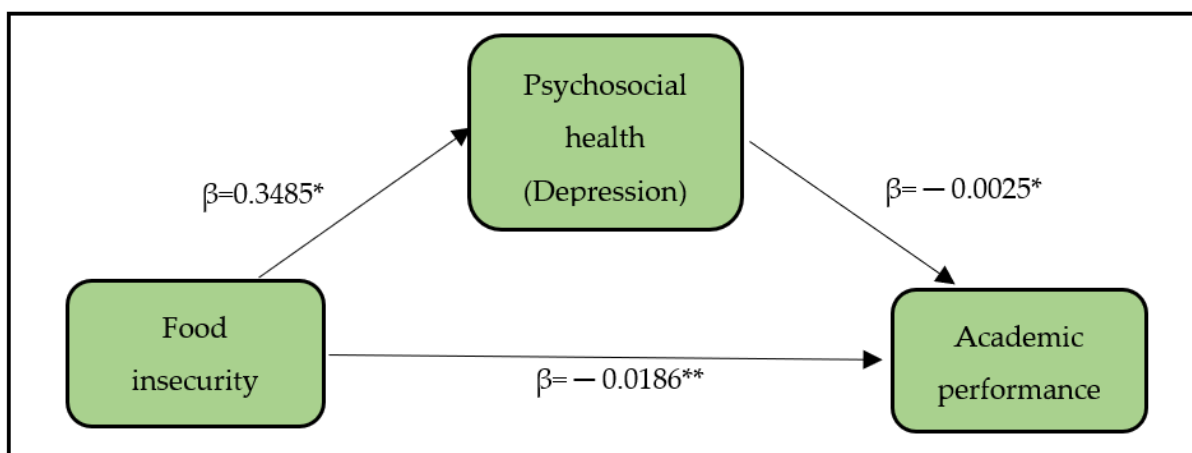 Psychosocial
health
(Depression)
β=0.3485*
β= − 0.0025*
Food
insecurity
β= − 0.0186**
Academic
performance